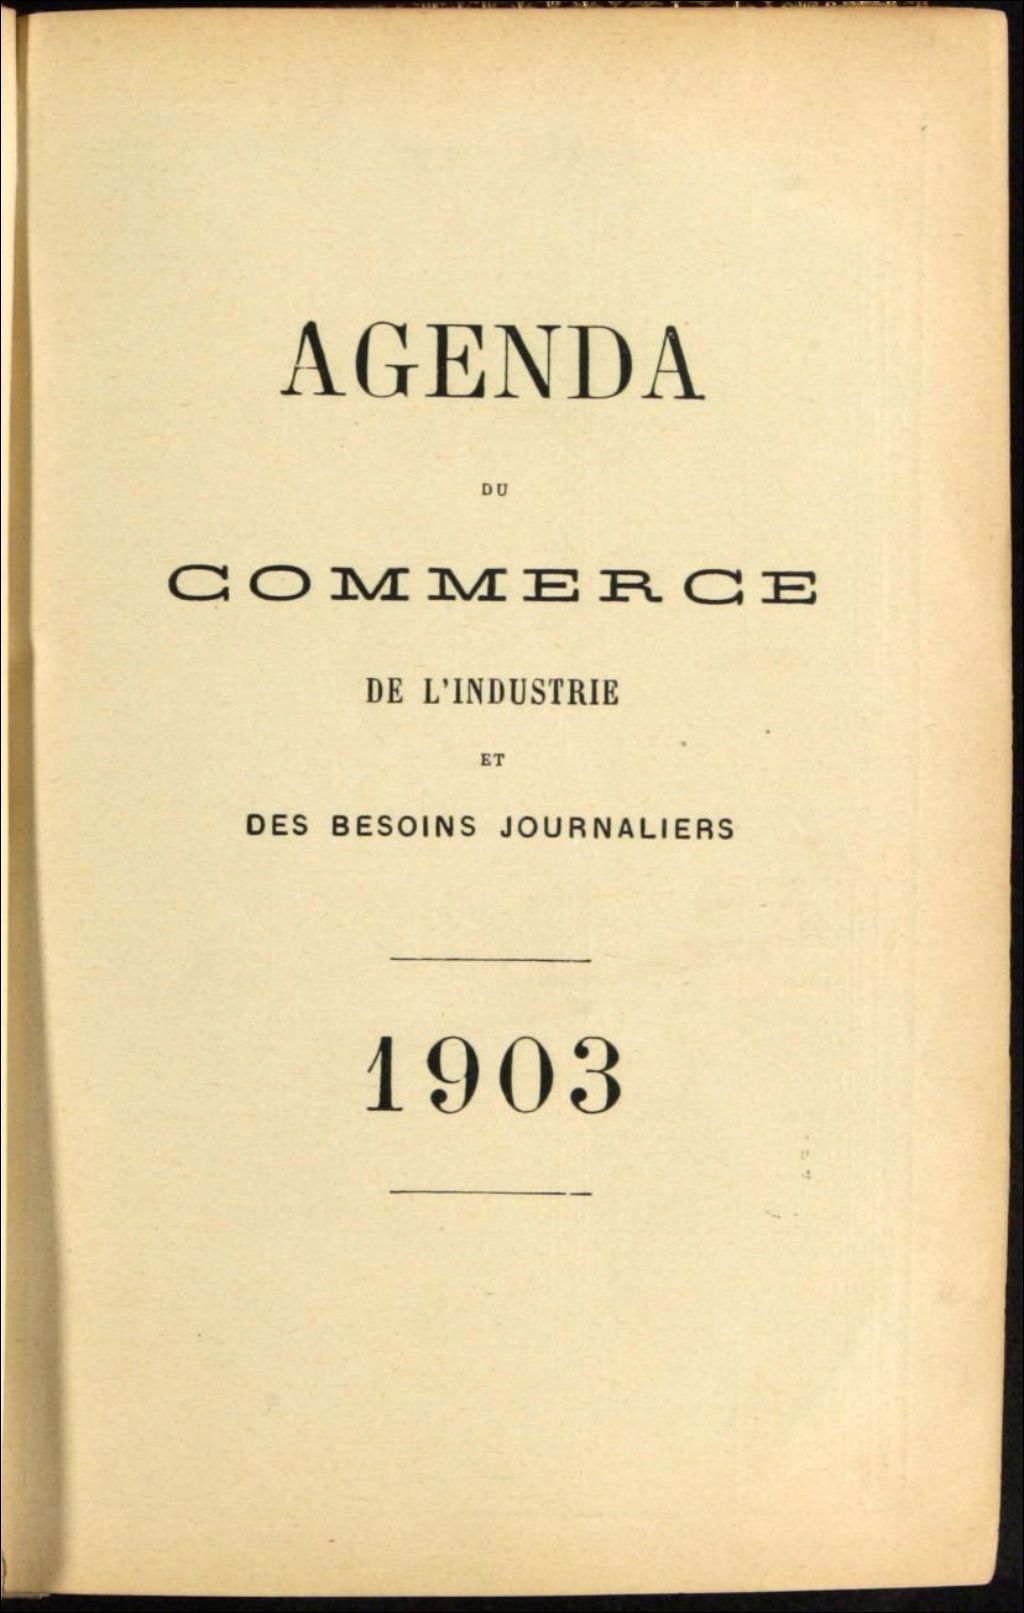 AGENDA
DU
COMMERCE
DE L'INDUSTRIE
ET
DES BESOINS JOURNALIERS
1903